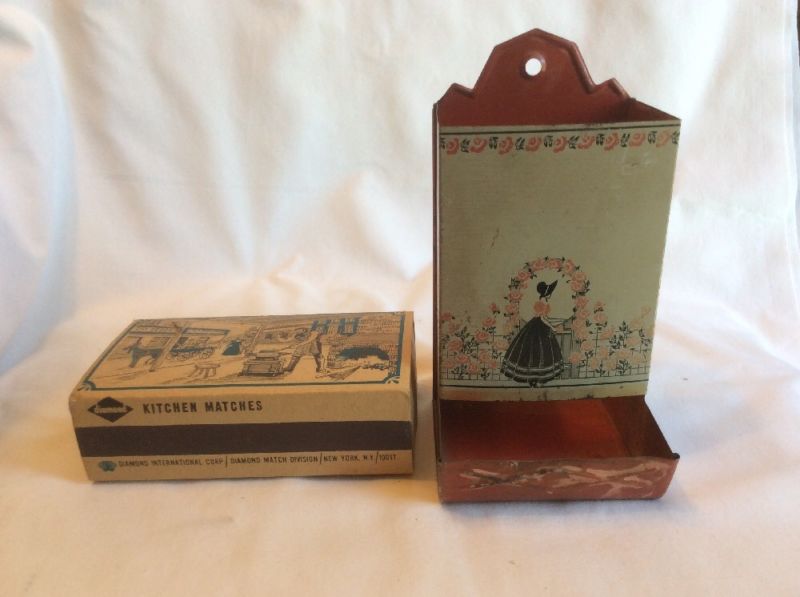 Diamond KITCHEN MATCHES
DIAMOND INTERNATIONAL CORP / DIAMOND MATCH DIVISION / NEW YORK, N.Y. / 10017